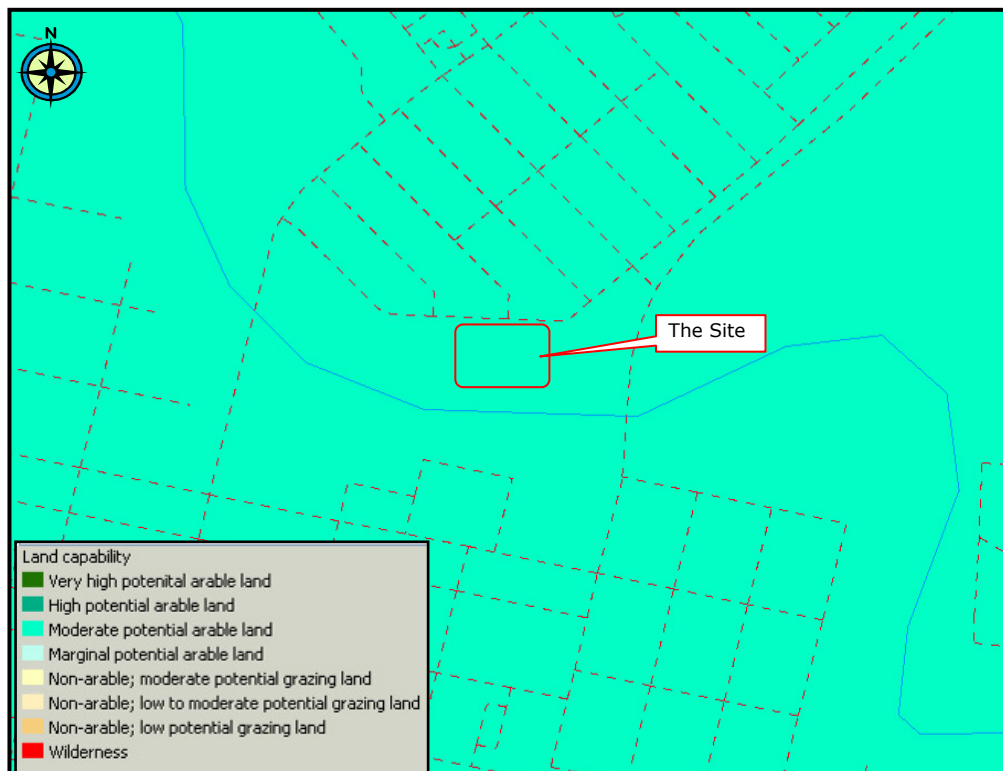 N
The Site
Land capability
Very high potenital arable land
High potential arable land
Moderate potential arable land
Marginal potential arable land
Non-arable; moderate potential grazing land
Non-arable; low to moderate potential grazing land
Non-arable; low potential grazing land
Wilderness